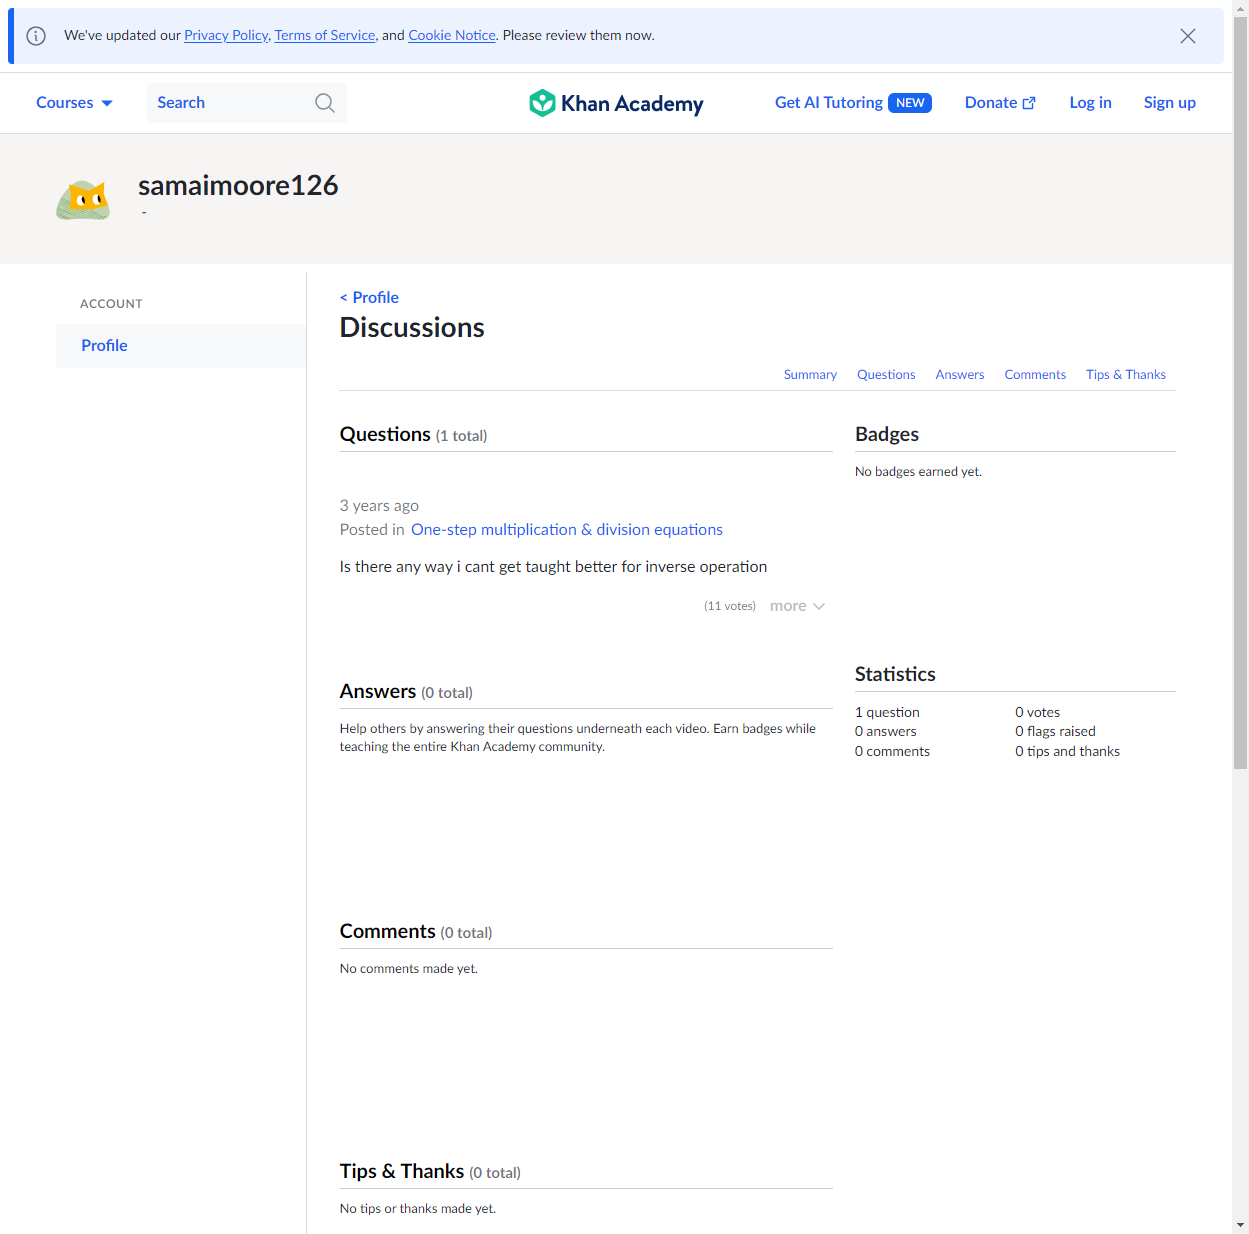 We've updated our Privacy Policy, Terms of Service, and Cookie Notice. Please review them now.
Courses
Search
Khan Academy
Get AI Tutoring NEW
Donate
Log in
Sign up
samaimoore126
-
ACCOUNT
Profile
< Profile
Discussions
Summary
Questions
Answers
Comments
Tips & Thanks
Questions (1 total)
3 years ago
Posted in One-step multiplication & division equations
Is there any way i cant get taught better for inverse operation
(11 votes) more
Badges
No badges earned yet.
Answers (0 total)
Help others by answering their questions underneath each video. Earn badges while
teaching the entire Khan Academy community.
Statistics
1 question
0 votes
0 answers
0 flags raised
0 comments
0 tips and thanks
Comments (0 total)
No comments made yet.
Tips & Thanks (0 total)
No tips or thanks made yet.